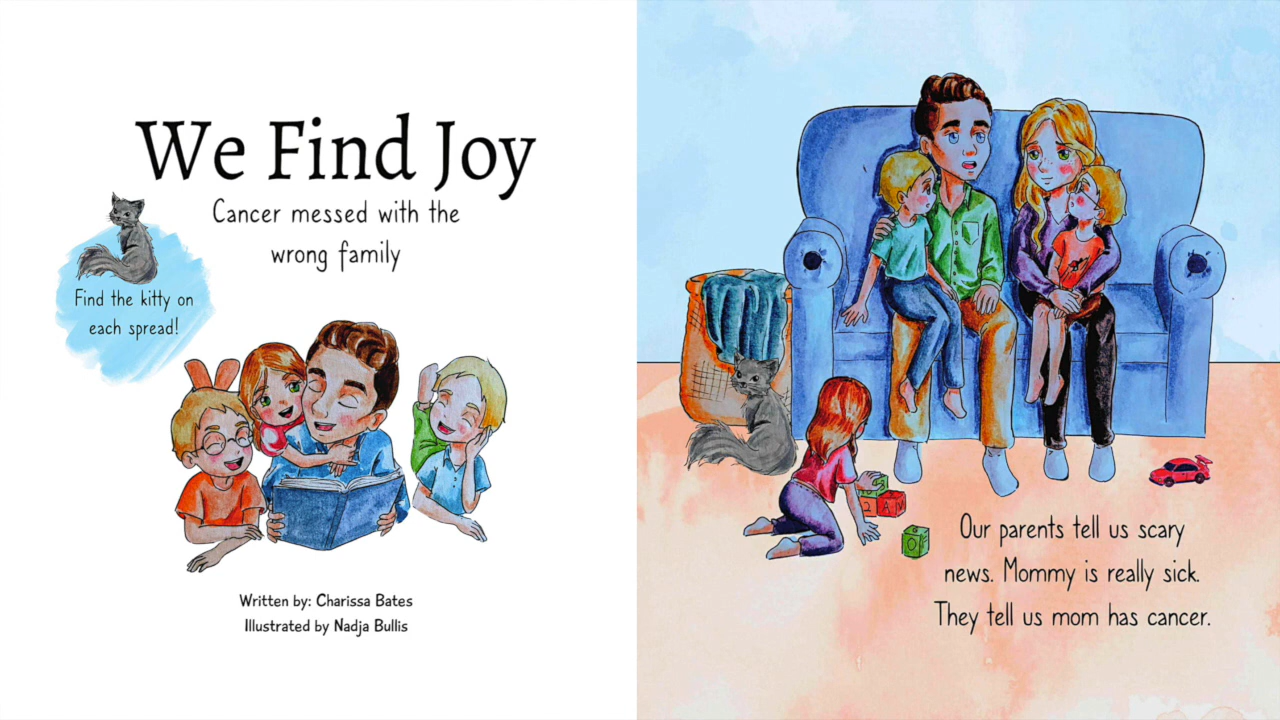 We Find Joy
Cancer messed with the
wrong family
Find the kitty on
each spread!
Written by: Charissa Bates
Illustrated by Nadja Bullis
Our parents tell us scary
news. Mommy is really sick.
They tell us mom has cancer.